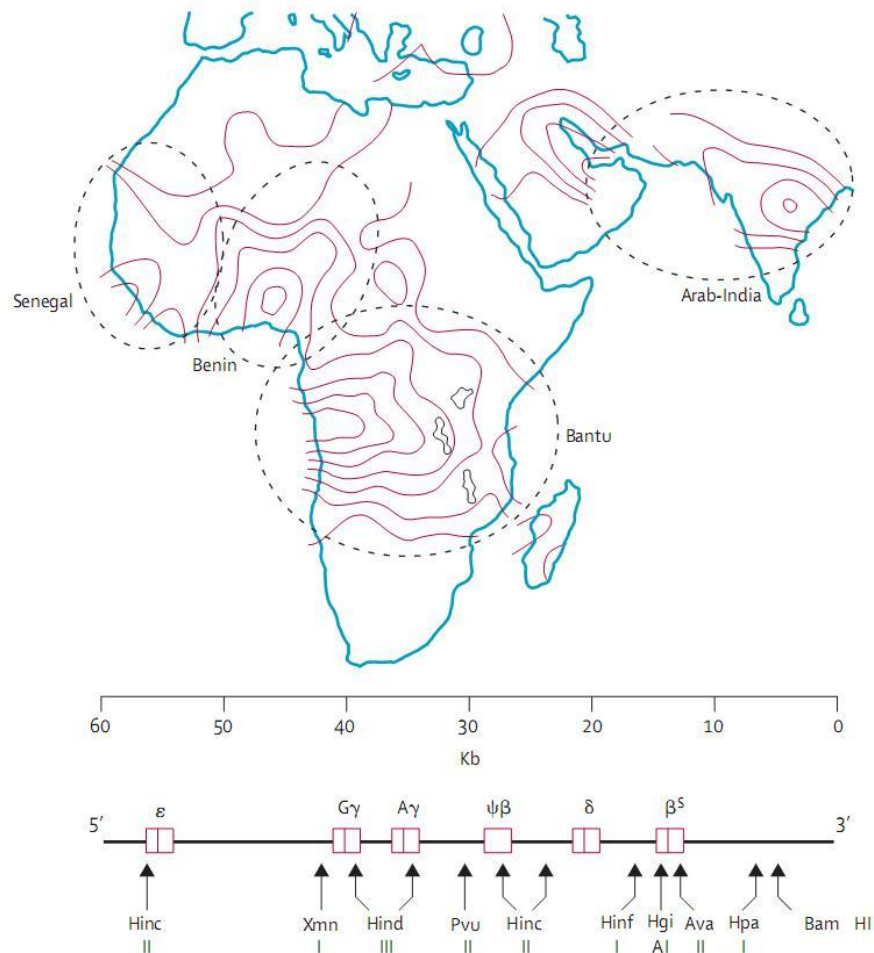 Senegal
Benin
Arab-India
Bantu
60 50 40 30 20 10 0
Kb
ε Gγ Aγ ψβ δ βS
5′ 3′
Hinc Xmn Hind Pvu Hinc Hinf Hgi Ava Hpa Bam HI
II I III II II I AI II I